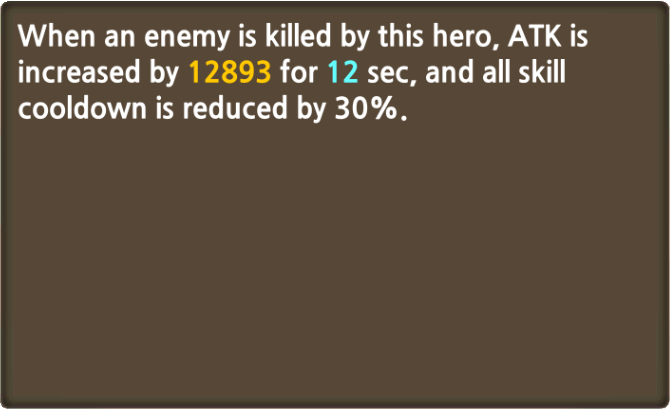 When an enemy is killed by this hero, ATK is
increased by 12893 for 12 sec, and all skill
cooldown is reduced by 30%.